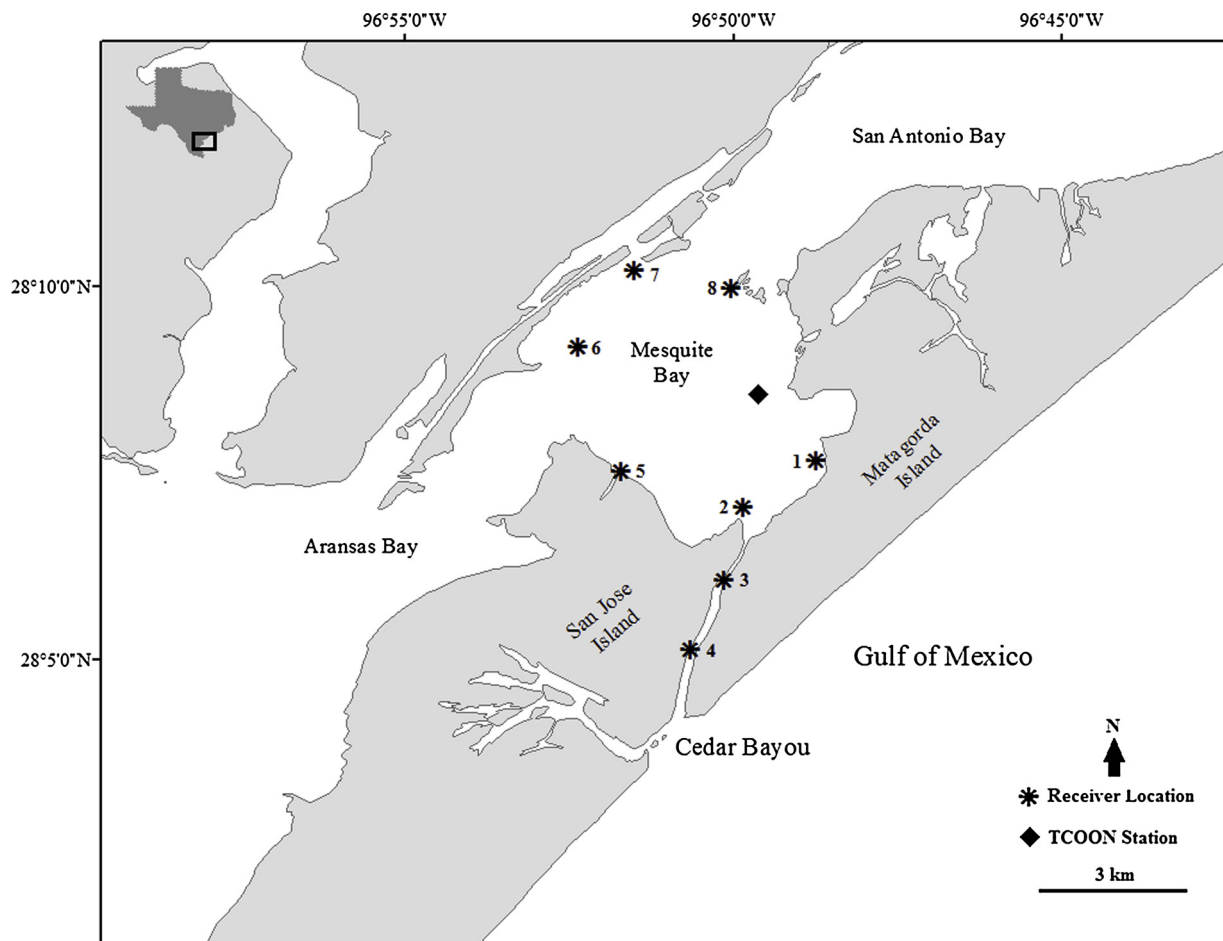 96°55'0"W
96°50'0"W
96°45'0"W
San Antonio Bay
28°10'0"N
7
8
6
Mesquite
Bay
1
5
2
Matagorda
Island
Aransas Bay
3
San Jose
Island
4
28°5'0"N
Gulf of Mexico
Cedar Bayou
N
Receiver Location
TCOON Station
3 km